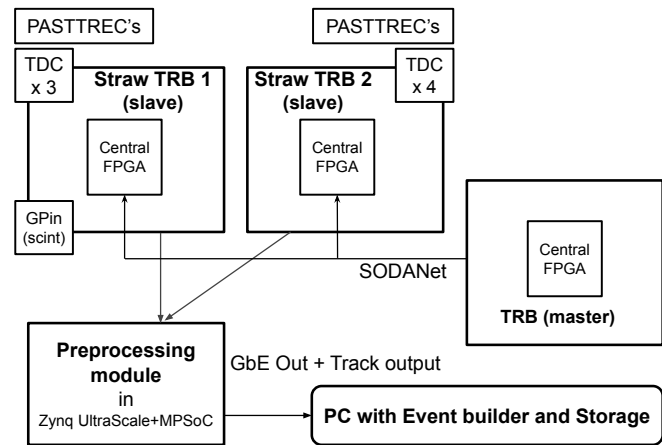 PASTTREC's
PASTTREC's
TDC
x 3
Straw TRB 1
(slave)
Straw TRB 2
(slave)
TDC
x 4
Central
FPGA
Central
FPGA
GPin
(scint)
Central
FPGA
SODANet
TRB (master)
Preprocessing
module
in
Zynq UltraScale+MPSoC
GbE Out + Track output
PC with Event builder and Storage